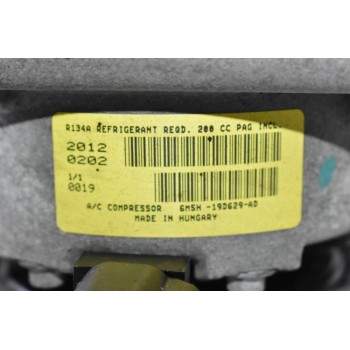 R134A REFRIGERANT REQD. 200 CC PAG INCL
2012
0202
1/1
0019
A/C COMPRESSOR 6M5H -19D629-AD
MADE IN HUNGARY